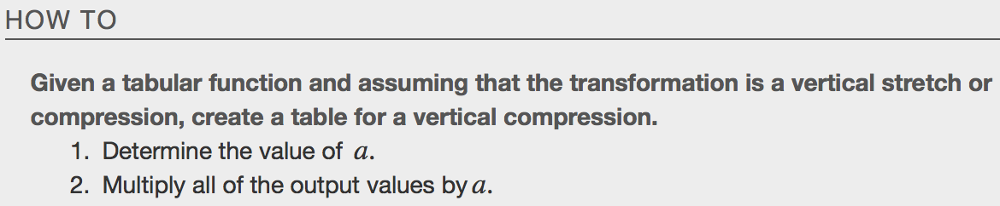 HOW TO
Given a tabular function and assuming that the transformation is a vertical stretch or
compression, create a table for a vertical compression.
1. Determine the value of a.
2. Multiply all of the output values by a.